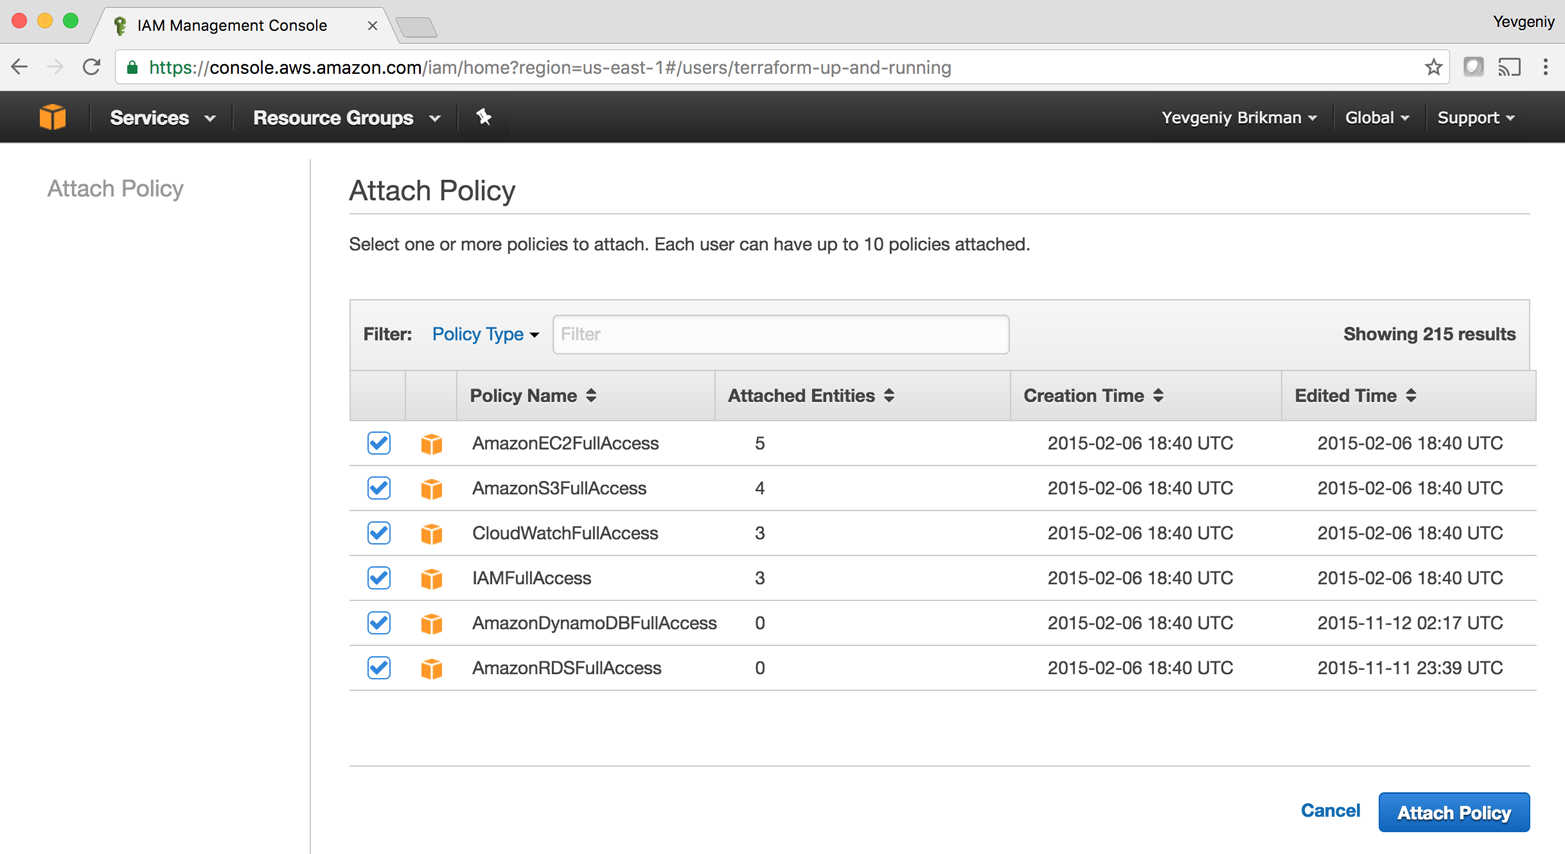 IAM Management Console
Yevgeniy
https://console.aws.amazon.com/iam/home?region=us-east-1#/users/terraform-up-and-running
Services Resource Groups Yevgeniy Brikman Global Support
Attach Policy
Attach Policy
Select one or more policies to attach. Each user can have up to 10 policies attached.
Filter: Policy Type Filter Showing 215 results
Policy Name Attached Entities Creation Time Edited Time
AmazonEC2FullAccess 5 2015-02-06 18:40 UTC 2015-02-06 18:40 UTC
AmazonS3FullAccess 4 2015-02-06 18:40 UTC 2015-02-06 18:40 UTC
CloudWatchFullAccess 3 2015-02-06 18:40 UTC 2015-02-06 18:40 UTC
IAMFullAccess 3 2015-02-06 18:40 UTC 2015-02-06 18:40 UTC
AmazonDynamoDBFullAccess 0 2015-02-06 18:40 UTC 2015-11-12 02:17 UTC
AmazonRDSFullAccess 0 2015-02-06 18:40 UTC 2015-11-11 23:39 UTC
Cancel Attach Policy